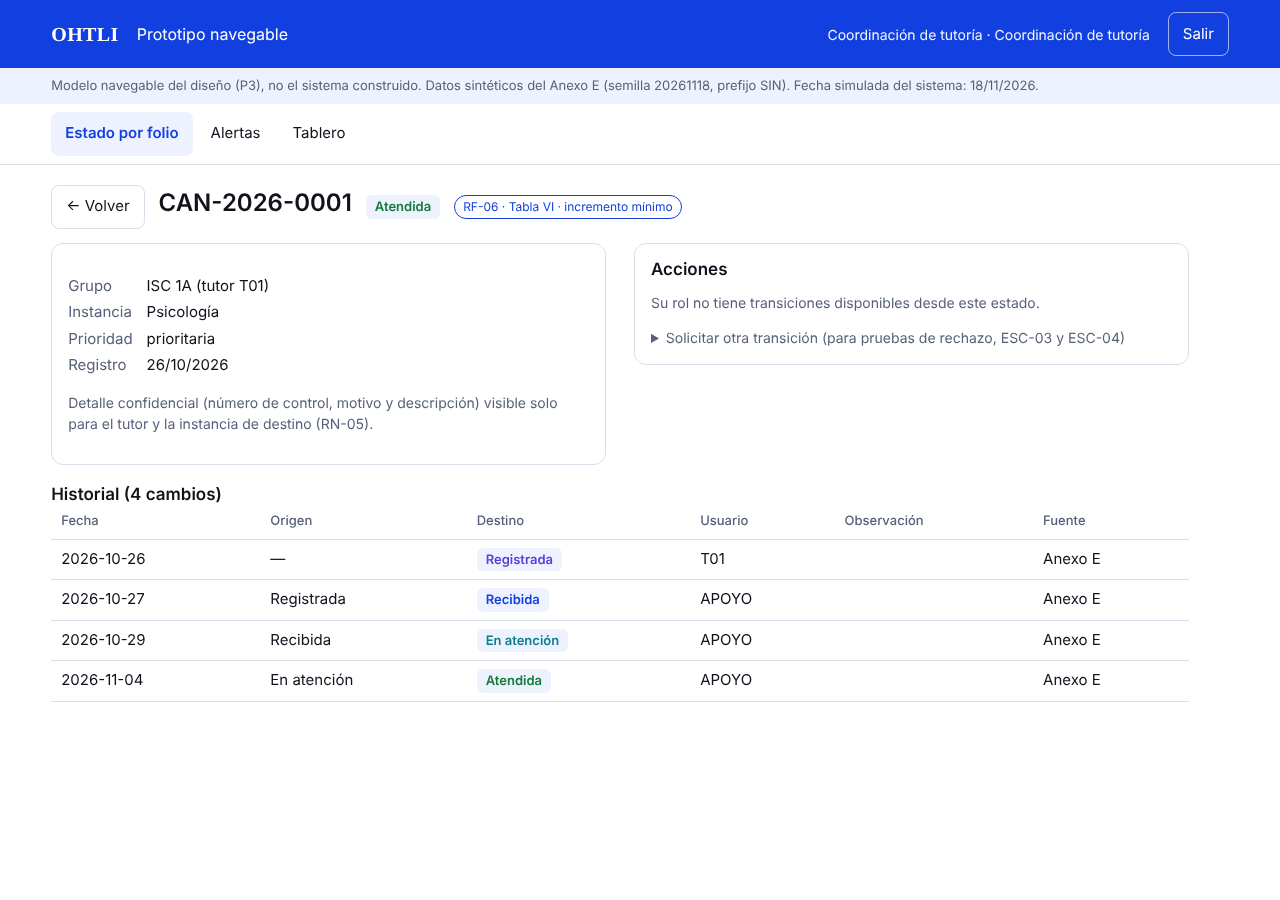 OHTLI Prototipo navegable
Coordinación de tutoría · Coordinación de tutoría
Salir
Modelo navegable del diseño (P3), no el sistema construido. Datos sintéticos del Anexo E (semilla 20261118, prefijo SIN). Fecha simulada del sistema: 18/11/2026.
Estado por folio Alertas Tablero
← Volver CAN-2026-0001 Atendida RF-06 · Tabla VI · incremento mínimo
Grupo ISC 1A (tutor T01)
Instancia Psicología
Prioridad prioritaria
Registro 26/10/2026
Detalle confidencial (número de control, motivo y descripción) visible solo
para el tutor y la instancia de destino (RN-05).
Acciones
Su rol no tiene transiciones disponibles desde este estado.
▶ Solicitar otra transición (para pruebas de rechazo, ESC-03 y ESC-04)
Historial (4 cambios)
Fecha Origen Destino Usuario Observación Fuente
2026-10-26 — Registrada T01 Anexo E
2026-10-27 Registrada Recibida APOYO Anexo E
2026-10-29 Recibida En atención APOYO Anexo E
2026-11-04 En atención Atendida APOYO Anexo E